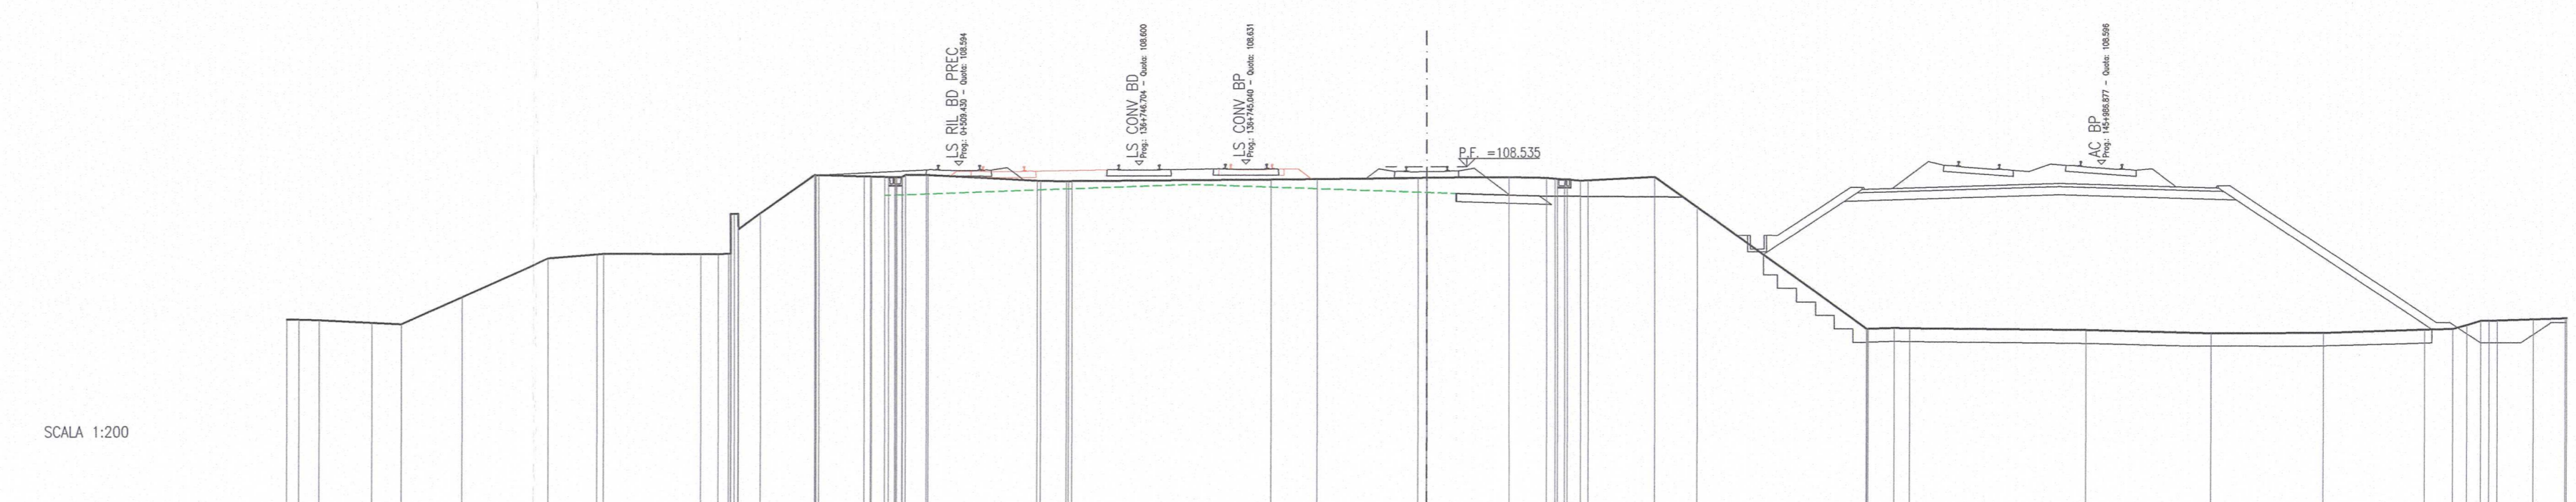 LS RIL BD PREC
Prog.: 0+509.430 - Quota: 108.594
LS CONV BD
Prog.: 136+746.704 - Quota: 108.600
LS CONV BP
Prog.: 136+745.040 - Quota: 108.631
P.F. =108.535
AC BP
Prog.: 145+986.877 - Quota: 108.596
SCALA 1:200